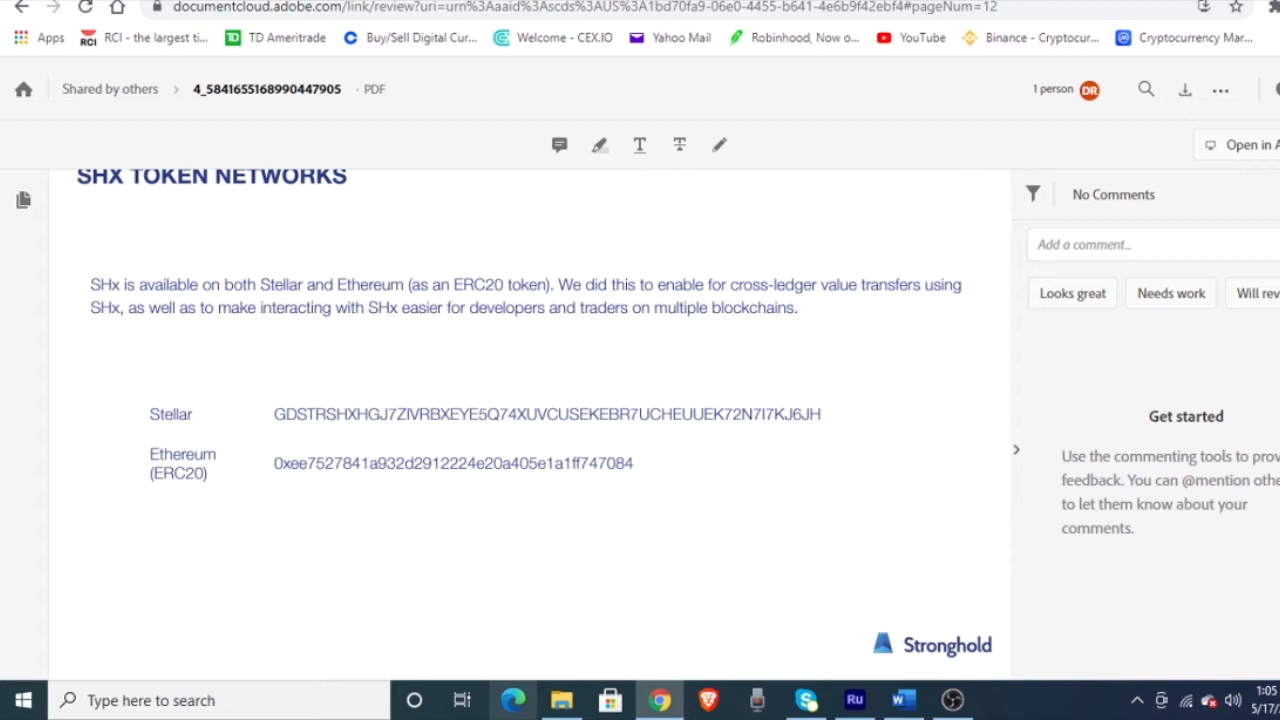 documentcloud.adobe.com/link/review?uri=urn%3Aaaid%3Ascds%3AUS%3A1bd70fa9-06e0-4455-b641-4e6b9f42ebf4#pageNum=12
Apps RCI RCI - the largest ti... TD TD Ameritrade Buy/Sell Digital Cur... Welcome - CEX.IO Yahoo Mail Robinhood, Now o... YouTube Binance - Cryptocur... Cryptocurrency Mar...
Shared by others > 4_5841655168990447905 · PDF 1 person DR
Open in A
SHX TOKEN NETWORKS
No Comments
Add a comment...
Looks great Needs work Will rev
SHx is available on both Stellar and Ethereum (as an ERC20 token). We did this to enable for cross-ledger value transfers using
SHx, as well as to make interacting with SHx easier for developers and traders on multiple blockchains.
Stellar GDSTRSHXHGJ7ZIVRBXEYE5Q74XUVCUSEKEBR7UCHEUUEK72N7I7KJ6JH
Ethereum
(ERC20) 0xee7527841a932d2912224e20a405e1a1ff747084
Get started
Use the commenting tools to prov
feedback. You can @mention othe
to let them know about your
comments.
Stronghold
Type here to search
Ru
1:05
5/17/